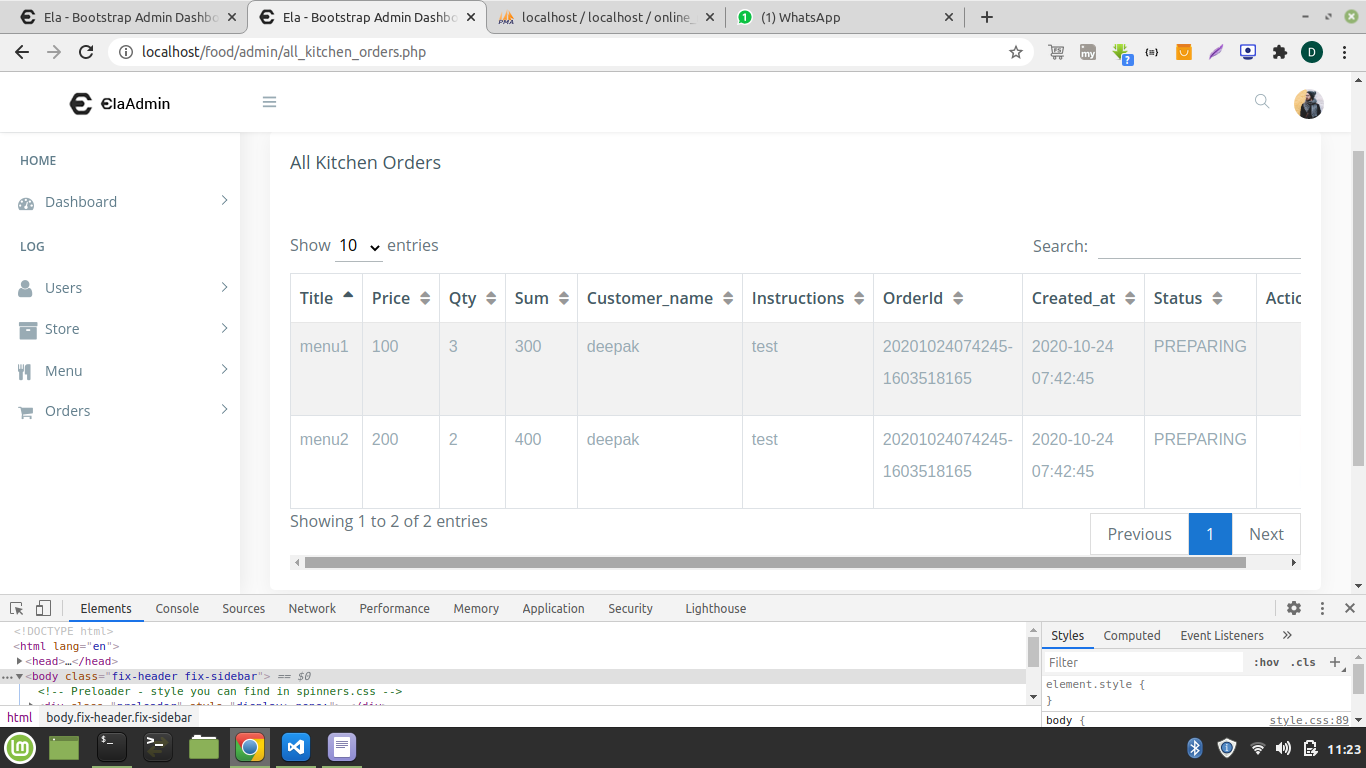 Ela - Bootstrap Admin Dashbo
Ela - Bootstrap Admin Dashbo
localhost / localhost / online_
(1) WhatsApp
localhost/food/admin/all_kitchen_orders.php
D
ElaAdmin
HOME
Dashboard
LOG
Users
Store
Menu
Orders
All Kitchen Orders
Show 10 entries
Search:
Title Price Qty Sum Customer_name Instructions OrderId Created_at Status Actio
menu1 100 3 300 deepak test 20201024074245- 2020-10-24 PREPARING
1603518165 07:42:45
menu2 200 2 400 deepak test 20201024074245- 2020-10-24 PREPARING
1603518165 07:42:45
Showing 1 to 2 of 2 entries
Previous 1 Next
Elements Console Sources Network Performance Memory Application Security Lighthouse
<!DOCTYPE html>
<html lang="en">
<head>…</head>
<body class="fix-header fix-sidebar"> == $0
<!-- Preloader - style you can find in spinners.css -->
<div class="preloader" style="display: none;">…</div>
html body.fix-header.fix-sidebar
Styles Computed Event Listeners »
Filter :hov .cls +
element.style {
}
body { style.css:89
11:23